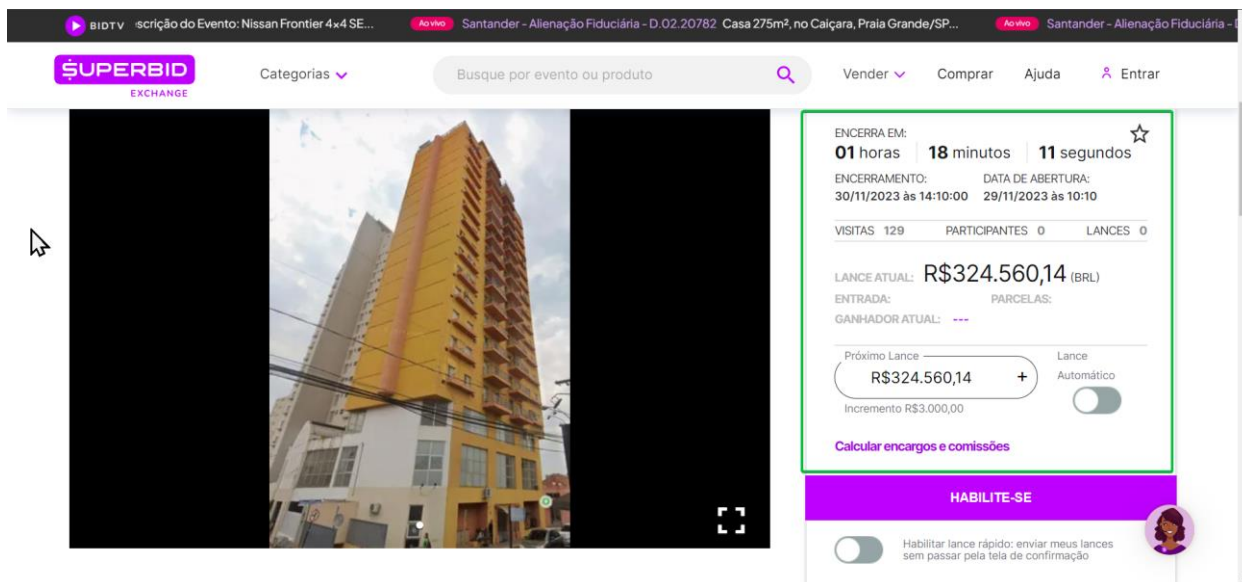 BIDTV
scrição do Evento: Nissan Frontier 4x4 SE...
Ao vivo
Santander - Alienação Fiduciária - D.02.20782 Casa 275m², no Caiçara, Praia Grande/SP...
Ao vivo
Santander - Alienação Fiduciária -
SUPERBID
EXCHANGE
Categorias
Busque por evento ou produto
Vender
Comprar
Ajuda
Entrar
ENCERRA EM:
01 horas 18 minutos 11 segundos
ENCERRAMENTO: DATA DE ABERTURA:
30/11/2023 às 14:10:00 29/11/2023 às 10:10
VISITAS 129 PARTICIPANTES 0 LANCES 0
LANCE ATUAL: R$324.560,14 (BRL)
ENTRADA: PARCELAS:
GANHADOR ATUAL: ---
Próximo Lance
R$324.560,14 +
Incremento R$3.000,00
Lance
Automático
Calcular encargos e comissões
HABILITE-SE
Habilitar lance rápido: enviar meus lances
sem passar pela tela de confirmação